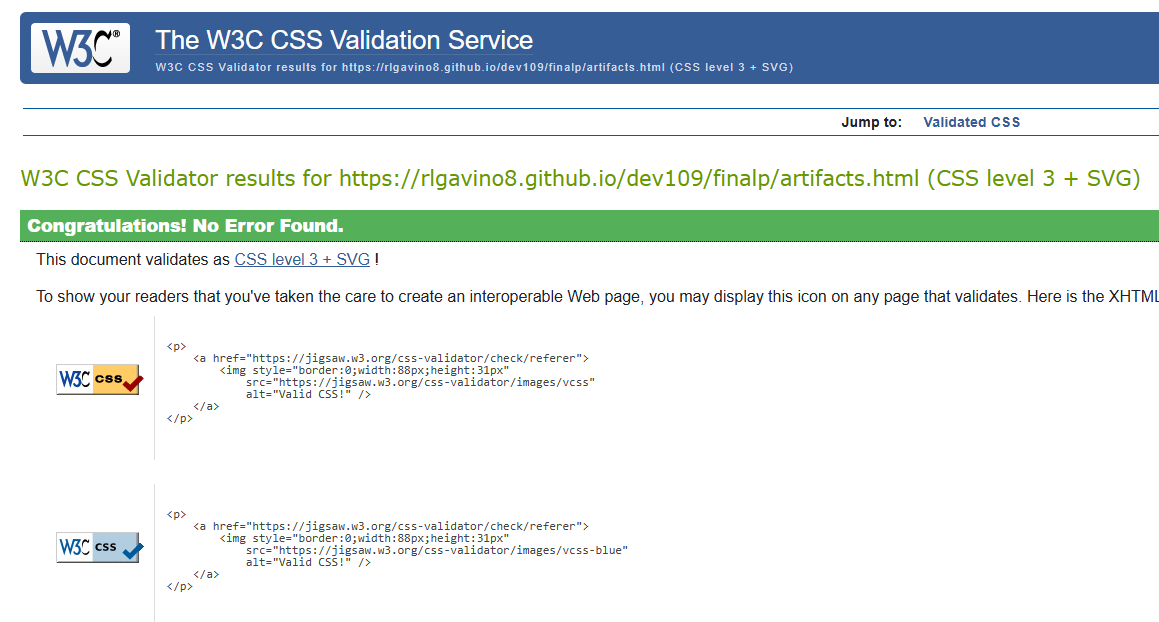 W3C®
The W3C CSS Validation Service
W3C CSS Validator results for https://rlgavino8.github.io/dev109/finalp/artifacts.html (CSS level 3 + SVG)
Jump to: Validated CSS
W3C CSS Validator results for https://rlgavino8.github.io/dev109/finalp/artifacts.html (CSS level 3 + SVG)
Congratulations! No Error Found.
This document validates as CSS level 3 + SVG !
To show your readers that you've taken the care to create an interoperable Web page, you may display this icon on any page that validates. Here is the XHTML
W3C css
<p>
    <a href="https://jigsaw.w3.org/css-validator/check/referer">
        <img style="border:0;width:88px;height:31px"
            src="https://jigsaw.w3.org/css-validator/images/vcss"
            alt="Valid CSS!" />
    </a>
</p>
W3C css
<p>
    <a href="https://jigsaw.w3.org/css-validator/check/referer">
        <img style="border:0;width:88px;height:31px"
            src="https://jigsaw.w3.org/css-validator/images/vcss-blue"
            alt="Valid CSS!" />
    </a>
</p>